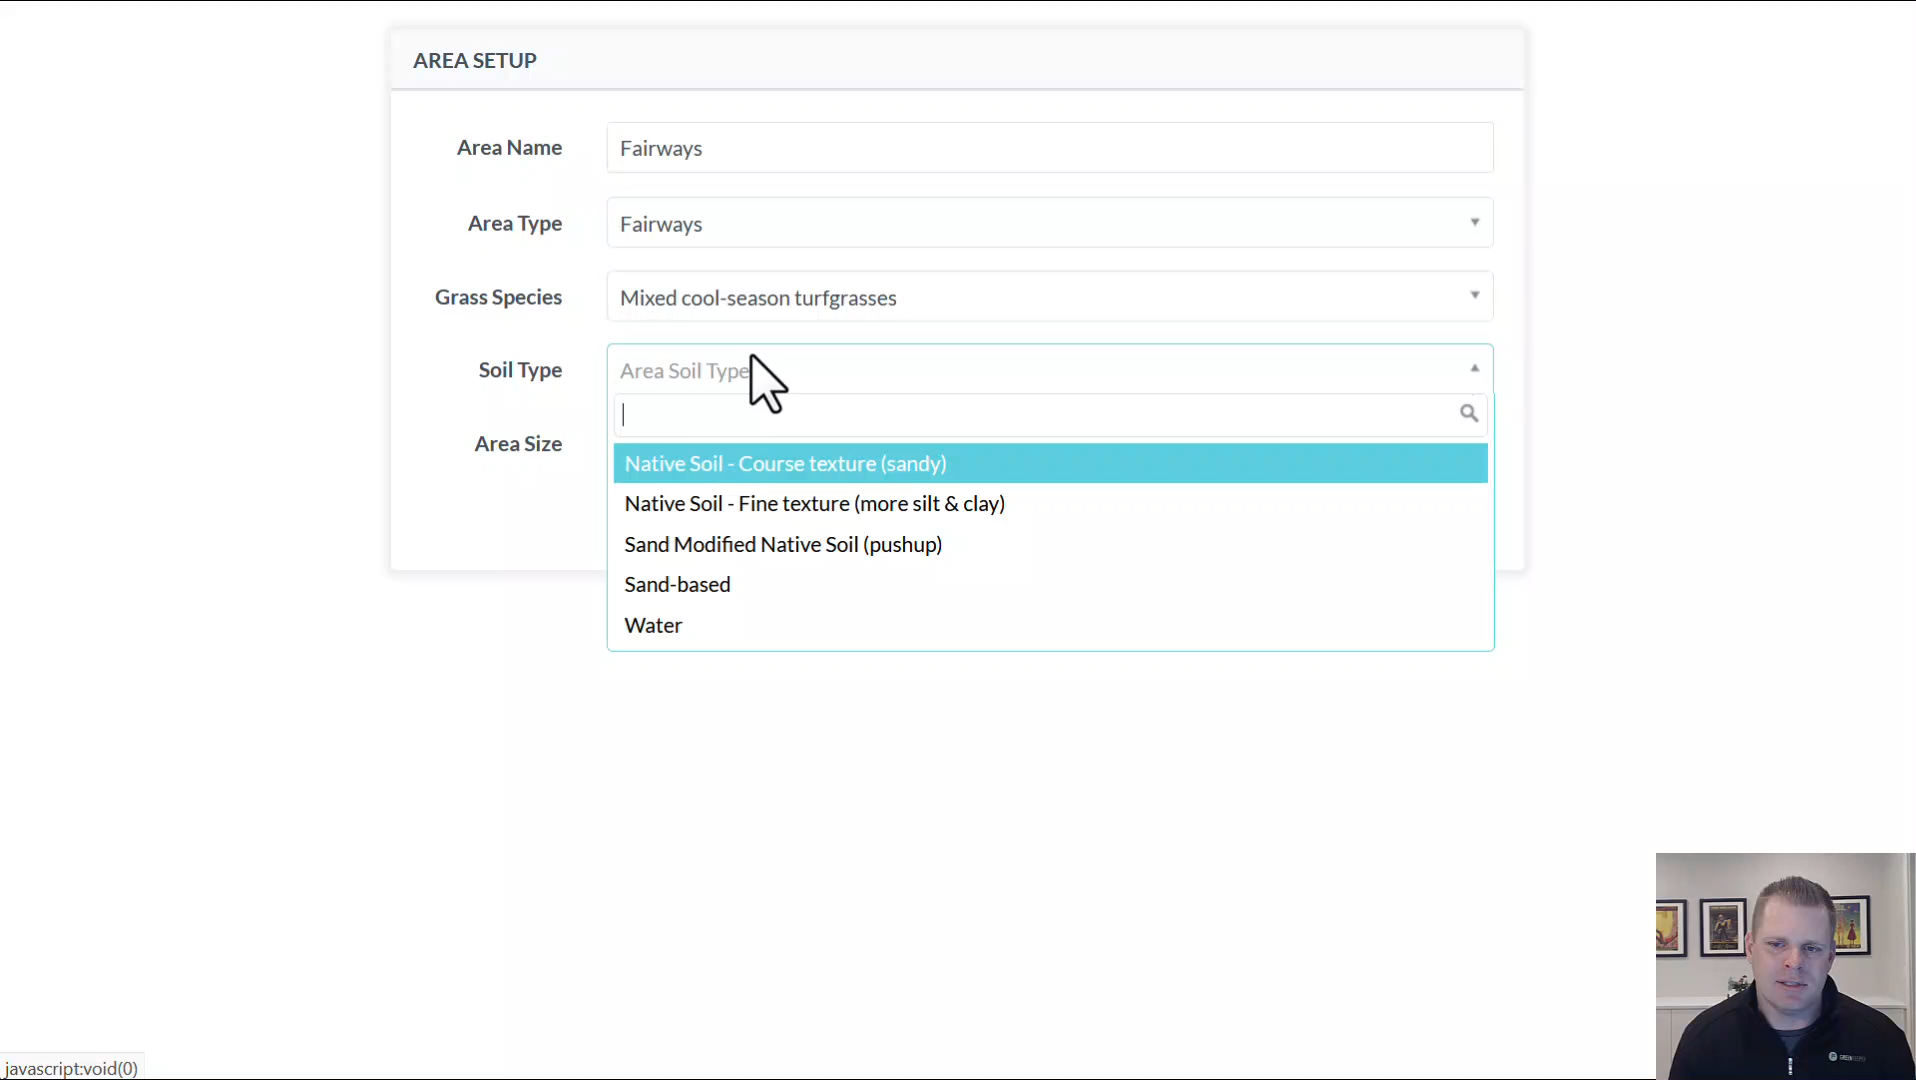 AREA SETUP
Area Name
Fairways
Area Type
Fairways
Grass Species
Mixed cool-season turfgrasses
Soil Type
Area Soil Type
Area Size
Native Soil - Course texture (sandy)
Native Soil - Fine texture (more silt & clay)
Sand Modified Native Soil (pushup)
Sand-based
Water
javascript:void(0)